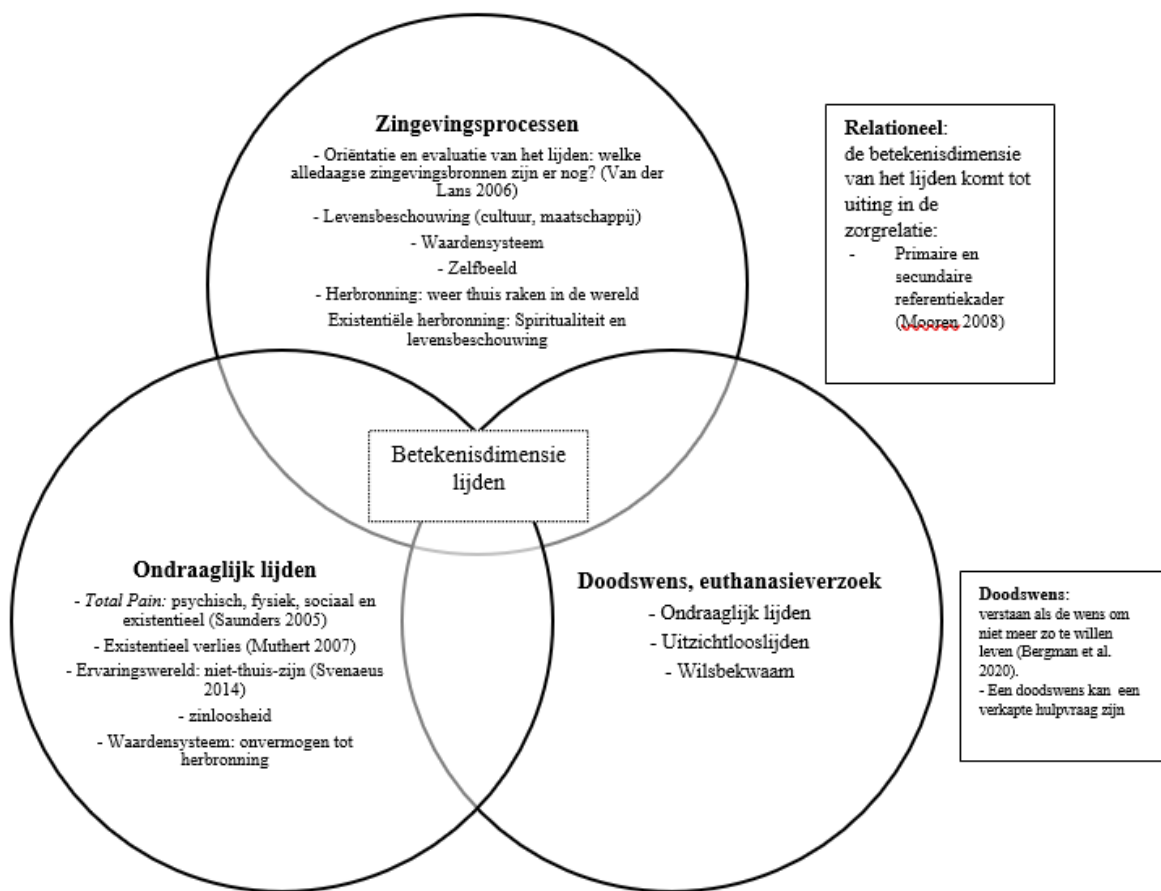 Zingevingsprocessen
- Oriëntatie en evaluatie van het lijden: welke
alledaagse zingevingsbronnen zijn er nog? (Van der
Lans 2006)
- Levensbeschouwing (cultuur, maatschappij)
- Waardensysteem
- Zelfbeeld
- Herbronning: weer thuis raken in de wereld
Existentiële herbronning: Spiritualiteit en
levensbeschouwing
Relationeel:
de betekenisdimensie
van het lijden komt tot
uiting in de
zorgrelatie:
- Primaire en
secundaire
referentiekader
(Mooren 2008)
Betekenisdimensie
lijden
Ondraaglijk lijden
- Total Pain: psychisch, fysiek, sociaal en
existentieel (Saunders 2005)
- Existentieel verlies (Muthert 2007)
- Ervaringswereld: niet-thuis-zijn (Svenaeus
2014)
- zinloosheid
- Waardensysteem: onvermogen tot
herbronning
Doodswens, euthanasieverzoek
- Ondraaglijk lijden
- Uitzichtlooslijden
- Wilsbekwaam
Doodswens:
verstaan als de wens om
niet meer zo te willen
leven (Bergman et al.
2020).
- Een doodswens kan een
verkapte hulpvraag zijn